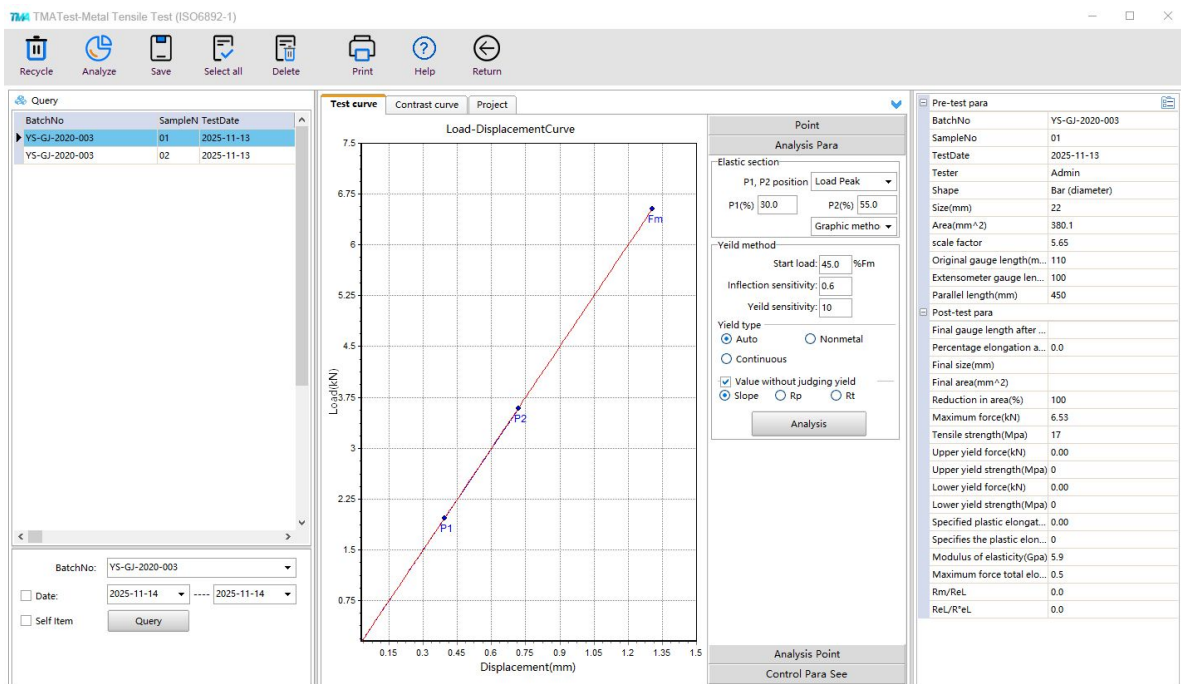 TMA TMATest-Metal Tensile Test (ISO6892-1)
Recycle Analyze Save Select all Delete Print Help Return
Query
BatchNo SampleN TestDate
YS-GJ-2020-003 01 2025-11-13
YS-GJ-2020-003 02 2025-11-13
BatchNo: YS-GJ-2020-003
Date: 2025-11-14 ---- 2025-11-14
Self Item Query
Test curve Contrast curve Project
Load-DisplacementCurve
7.5
6.75
6
5.25
4.5
3.75
3
2.25
1.5
0.75
Load(kN)
Fm
P2
P1
0.15 0.3 0.45 0.6 0.75 0.9 1.05 1.2 1.35 1.5
Displacement(mm)
Point
Analysis Para
Elastic section
P1, P2 position Load Peak
P1(%) 30.0 P2(%) 55.0
Graphic metho
Yeild method
Start load: 45.0 %Fm
Inflection sensitivity: 0.6
Yeild sensitivity: 10
Yield type
Auto Nonmetal
Continuous
Value without judging yield
Slope Rp Rt
Analysis
Analysis Point
Control Para See
Pre-test para
BatchNo YS-GJ-2020-003
SampleNo 01
TestDate 2025-11-13
Tester Admin
Shape Bar (diameter)
Size(mm) 22
Area(mm^2) 380.1
scale factor 5.65
Original gauge length(m... 110
Extensometer gauge len... 100
Parallel length(mm) 450
Post-test para
Final gauge length after ...
Percentage elongation a... 0.0
Final size(mm)
Final area(mm^2)
Reduction in area(%) 100
Maximum force(kN) 6.53
Tensile strength(Mpa) 17
Upper yield force(kN) 0.00
Upper yield strength(Mpa) 0
Lower yield force(kN) 0.00
Lower yield strength(Mpa) 0
Specified plastic elongat... 0.00
Specifies the plastic elon... 0
Modulus of elasticity(Gpa) 5.9
Maximum force total elo... 0.5
Rm/ReL 0.0
ReL/R°eL 0.0